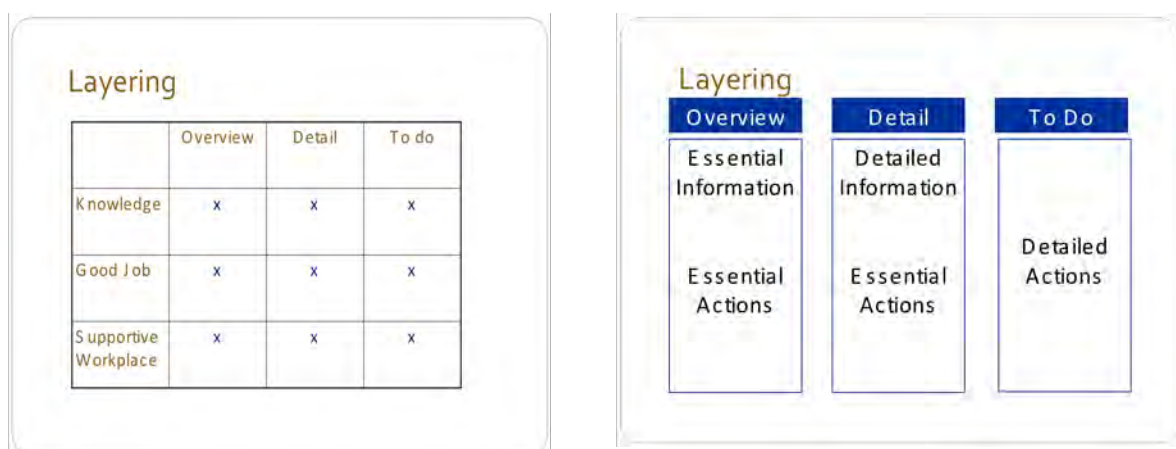 Layering
Overview Detail To do
Knowledge x x x
Good Job x x x
Supportive x x x
Workplace
Layering
Overview Detail To Do
Essential Detailed
Information Information
Detailed
Essential Essential Actions
Actions Actions